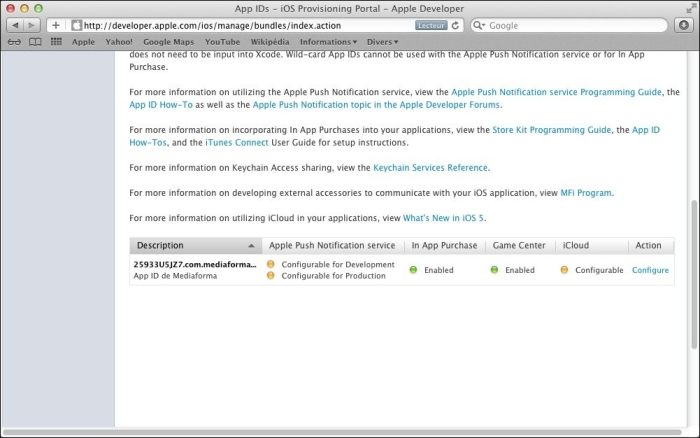 App IDs - iOS Provisioning Portal - Apple Developer
http://developer.apple.com/ios/manage/bundles/index.action
Lecteur
Google
Apple Yahoo! Google Maps YouTube Wikipédia Informations Divers
does not need to be input into Xcode. Wild-card App IDs cannot be used with the Apple Push Notification service or for In App
Purchase.
For more information on utilizing the Apple Push Notification service, view the Apple Push Notification service Programming Guide, the
App ID How-To as well as the Apple Push Notification topic in the Apple Developer Forums.
For more information on incorporating In App Purchases into your applications, view the Store Kit Programming Guide, the App ID
How-Tos, and the iTunes Connect User Guide for setup instructions.
For more information on Keychain Access sharing, view the Keychain Services Reference.
For more information on developing external accessories to communicate with your iOS application, view MFi Program.
For more information on utilizing iCloud in your applications, view What's New in iOS 5.
Description Apple Push Notification service In App Purchase Game Center iCloud Action
25933U5JZ7.com.mediaforma... Configurable for Development
Enabled Enabled Configurable Configure
App ID de Mediaforma Configurable for Production